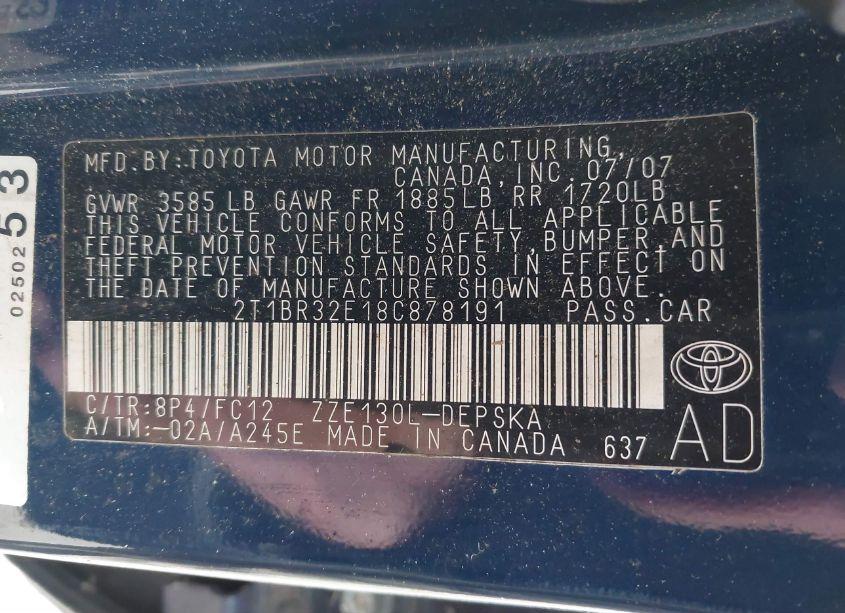 MFD. BY: TOYOTA MOTOR MANUFACTURING,
CANADA, INC. 07/07
GVWR 3585 LB GAWR FR 1885LB RR 1720LB
THIS VEHICLE CONFORMS TO ALL APPLICABLE
FEDERAL MOTOR VEHICLE SAFETY, BUMPER, AND
THEFT PREVENTION STANDARDS IN EFFECT ON
THE DATE OF MANUFACTURE SHOWN ABOVE.
2T1BR32E18C878191 PASS. CAR
C/TR: 8P4/FC12 ZZE130L-DEPSKA
A/TM: -02A/A245E MADE IN CANADA 637 AD
53
02502